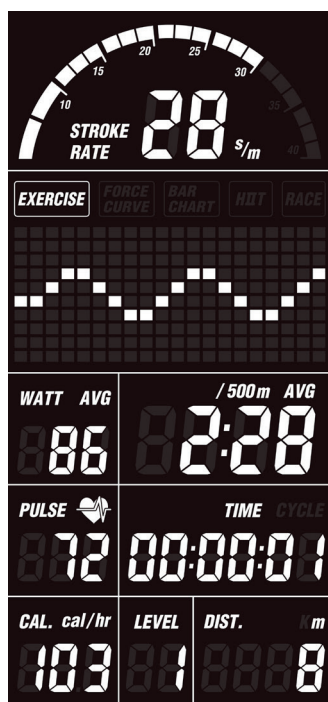 20 25
15 30
10 35
40
STROKE RATE 28 s/m
EXERCISE FORCE CURVE BAR CHART HIIT RACE
WATT AVG
86
/500m AVG
2:28
PULSE
72
TIME CYCLE
00:00:01
CAL. cal/hr
103
LEVEL
1
DIST. Km
8